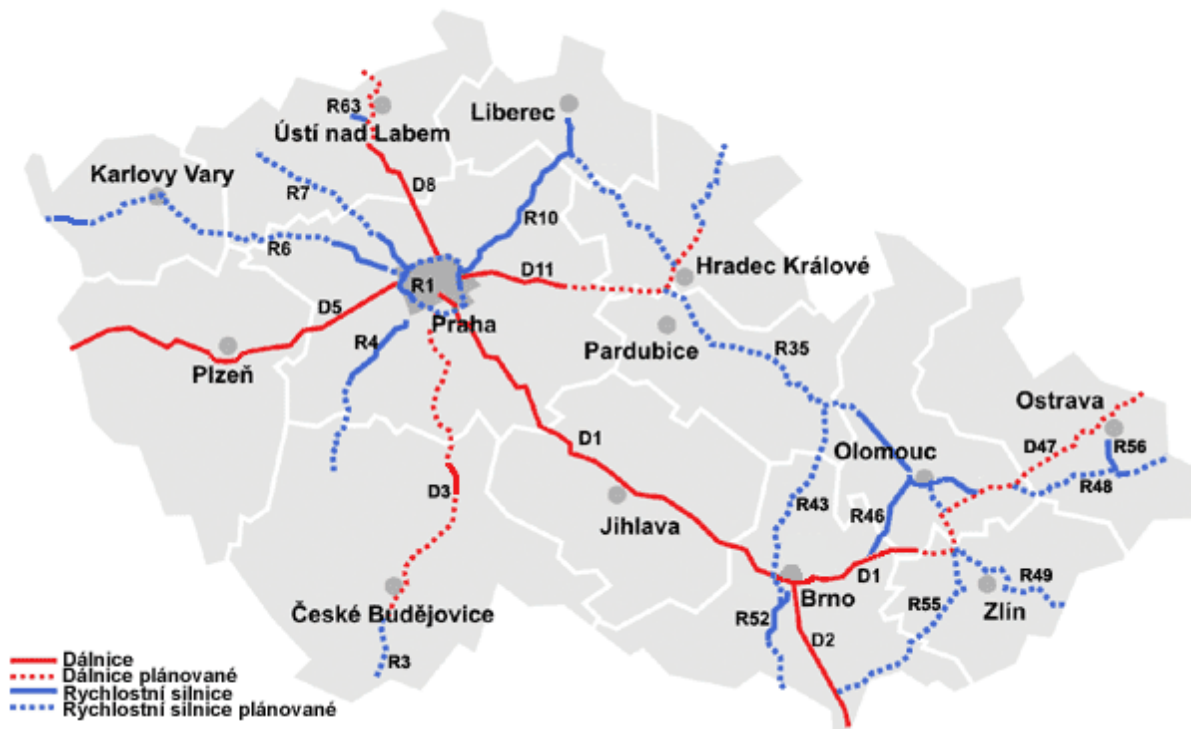 Liberec
R63
Ústí nad Labem
Karlovy Vary
R7
D8
R10
R6
D11
Hradec Králové
R1
D5
Praha
R4
Plzeň
Pardubice
R35
Ostrava
D1
Olomouc
D47
R56
D3
R48
R43
Jihlava
R46
D1
R49
Brno
R55
Zlín
České Budějovice
R52
D2
R3
Dálnice
Dálnice plánované
Rychlostní silnice
Rychlostní silnice plánované